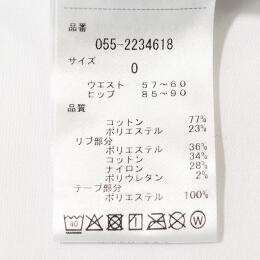 品番
055-2234618
サイズ
0
ウエスト 57~60
ヒップ 85~90
品質
コットン 77%
ポリエステル 23%
リブ部分
ポリエステル 36%
コットン 34%
ナイロン 28%
ポリウレタン 2%
テープ部分
ポリエステル 100%
40 W